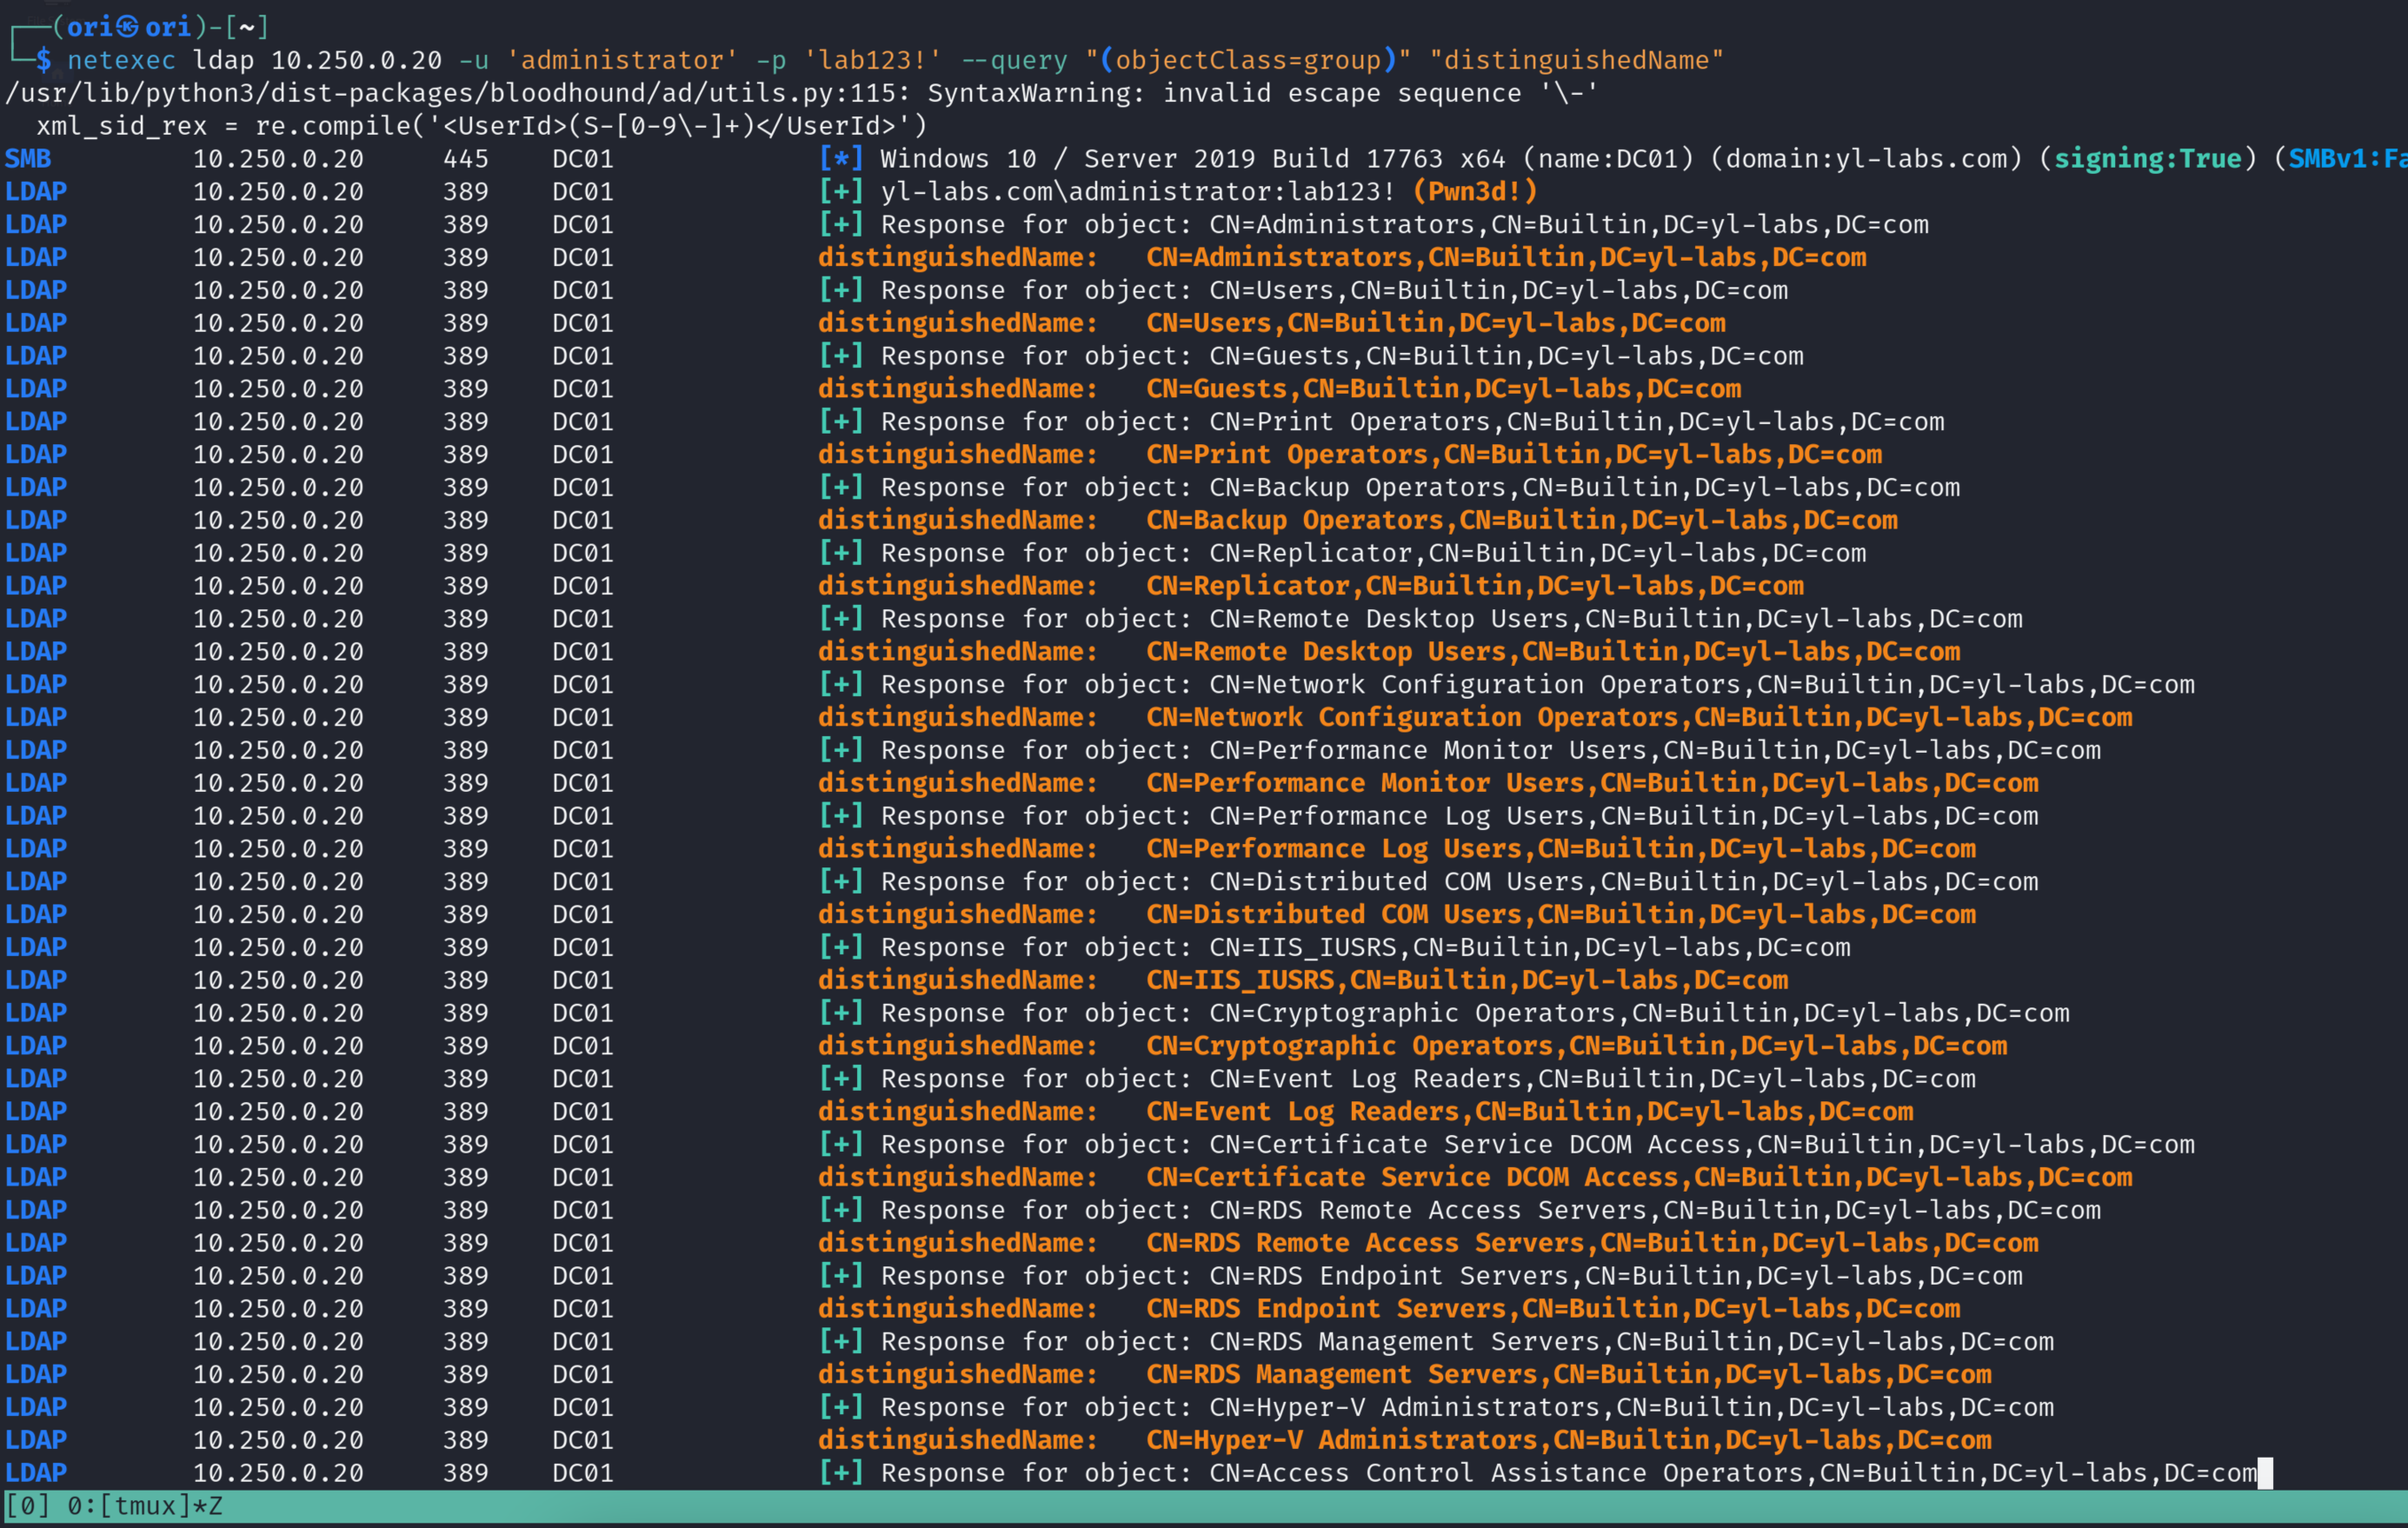 ┌──(ori㉿ori)-[~]
└─$ netexec ldap 10.250.0.20 -u 'administrator' -p 'lab123!' --query "(objectClass=group)" "distinguishedName"
/usr/lib/python3/dist-packages/bloodhound/ad/utils.py:115: SyntaxWarning: invalid escape sequence '\-'
  xml_sid_rex = re.compile('<UserId>(S-[0-9\-]+)</UserId>')
SMB 10.250.0.20 445 DC01 [*] Windows 10 / Server 2019 Build 17763 x64 (name:DC01) (domain:yl-labs.com) (signing:True) (SMBv1:Fa
LDAP 10.250.0.20 389 DC01 [+] yl-labs.com\administrator:lab123! (Pwn3d!)
LDAP 10.250.0.20 389 DC01 [+] Response for object: CN=Administrators,CN=Builtin,DC=yl-labs,DC=com
LDAP 10.250.0.20 389 DC01 distinguishedName: CN=Administrators,CN=Builtin,DC=yl-labs,DC=com
LDAP 10.250.0.20 389 DC01 [+] Response for object: CN=Users,CN=Builtin,DC=yl-labs,DC=com
LDAP 10.250.0.20 389 DC01 distinguishedName: CN=Users,CN=Builtin,DC=yl-labs,DC=com
LDAP 10.250.0.20 389 DC01 [+] Response for object: CN=Guests,CN=Builtin,DC=yl-labs,DC=com
LDAP 10.250.0.20 389 DC01 distinguishedName: CN=Guests,CN=Builtin,DC=yl-labs,DC=com
LDAP 10.250.0.20 389 DC01 [+] Response for object: CN=Print Operators,CN=Builtin,DC=yl-labs,DC=com
LDAP 10.250.0.20 389 DC01 distinguishedName: CN=Print Operators,CN=Builtin,DC=yl-labs,DC=com
LDAP 10.250.0.20 389 DC01 [+] Response for object: CN=Backup Operators,CN=Builtin,DC=yl-labs,DC=com
LDAP 10.250.0.20 389 DC01 distinguishedName: CN=Backup Operators,CN=Builtin,DC=yl-labs,DC=com
LDAP 10.250.0.20 389 DC01 [+] Response for object: CN=Replicator,CN=Builtin,DC=yl-labs,DC=com
LDAP 10.250.0.20 389 DC01 distinguishedName: CN=Replicator,CN=Builtin,DC=yl-labs,DC=com
LDAP 10.250.0.20 389 DC01 [+] Response for object: CN=Remote Desktop Users,CN=Builtin,DC=yl-labs,DC=com
LDAP 10.250.0.20 389 DC01 distinguishedName: CN=Remote Desktop Users,CN=Builtin,DC=yl-labs,DC=com
LDAP 10.250.0.20 389 DC01 [+] Response for object: CN=Network Configuration Operators,CN=Builtin,DC=yl-labs,DC=com
LDAP 10.250.0.20 389 DC01 distinguishedName: CN=Network Configuration Operators,CN=Builtin,DC=yl-labs,DC=com
LDAP 10.250.0.20 389 DC01 [+] Response for object: CN=Performance Monitor Users,CN=Builtin,DC=yl-labs,DC=com
LDAP 10.250.0.20 389 DC01 distinguishedName: CN=Performance Monitor Users,CN=Builtin,DC=yl-labs,DC=com
LDAP 10.250.0.20 389 DC01 [+] Response for object: CN=Performance Log Users,CN=Builtin,DC=yl-labs,DC=com
LDAP 10.250.0.20 389 DC01 distinguishedName: CN=Performance Log Users,CN=Builtin,DC=yl-labs,DC=com
LDAP 10.250.0.20 389 DC01 [+] Response for object: CN=Distributed COM Users,CN=Builtin,DC=yl-labs,DC=com
LDAP 10.250.0.20 389 DC01 distinguishedName: CN=Distributed COM Users,CN=Builtin,DC=yl-labs,DC=com
LDAP 10.250.0.20 389 DC01 [+] Response for object: CN=IIS_IUSRS,CN=Builtin,DC=yl-labs,DC=com
LDAP 10.250.0.20 389 DC01 distinguishedName: CN=IIS_IUSRS,CN=Builtin,DC=yl-labs,DC=com
LDAP 10.250.0.20 389 DC01 [+] Response for object: CN=Cryptographic Operators,CN=Builtin,DC=yl-labs,DC=com
LDAP 10.250.0.20 389 DC01 distinguishedName: CN=Cryptographic Operators,CN=Builtin,DC=yl-labs,DC=com
LDAP 10.250.0.20 389 DC01 [+] Response for object: CN=Event Log Readers,CN=Builtin,DC=yl-labs,DC=com
LDAP 10.250.0.20 389 DC01 distinguishedName: CN=Event Log Readers,CN=Builtin,DC=yl-labs,DC=com
LDAP 10.250.0.20 389 DC01 [+] Response for object: CN=Certificate Service DCOM Access,CN=Builtin,DC=yl-labs,DC=com
LDAP 10.250.0.20 389 DC01 distinguishedName: CN=Certificate Service DCOM Access,CN=Builtin,DC=yl-labs,DC=com
LDAP 10.250.0.20 389 DC01 [+] Response for object: CN=RDS Remote Access Servers,CN=Builtin,DC=yl-labs,DC=com
LDAP 10.250.0.20 389 DC01 distinguishedName: CN=RDS Remote Access Servers,CN=Builtin,DC=yl-labs,DC=com
LDAP 10.250.0.20 389 DC01 [+] Response for object: CN=RDS Endpoint Servers,CN=Builtin,DC=yl-labs,DC=com
LDAP 10.250.0.20 389 DC01 distinguishedName: CN=RDS Endpoint Servers,CN=Builtin,DC=yl-labs,DC=com
LDAP 10.250.0.20 389 DC01 [+] Response for object: CN=RDS Management Servers,CN=Builtin,DC=yl-labs,DC=com
LDAP 10.250.0.20 389 DC01 distinguishedName: CN=RDS Management Servers,CN=Builtin,DC=yl-labs,DC=com
LDAP 10.250.0.20 389 DC01 [+] Response for object: CN=Hyper-V Administrators,CN=Builtin,DC=yl-labs,DC=com
LDAP 10.250.0.20 389 DC01 distinguishedName: CN=Hyper-V Administrators,CN=Builtin,DC=yl-labs,DC=com
LDAP 10.250.0.20 389 DC01 [+] Response for object: CN=Access Control Assistance Operators,CN=Builtin,DC=yl-labs,DC=com
[0] 0:[tmux]*Z